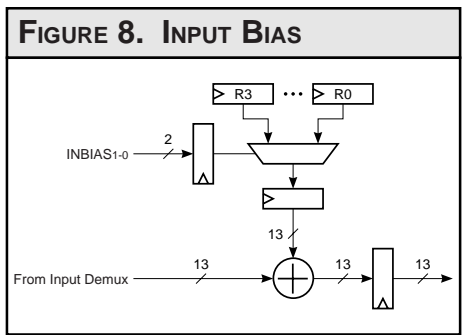 FIGURE 8. INPUT BIAS
R3 ••• R0
2
INBIAS1-0
13
From Input Demux 13 13 13